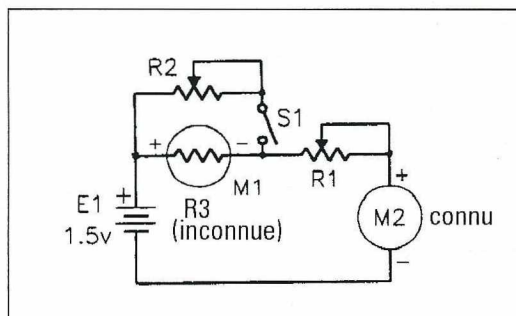 R2
S1
+
-
M1
R1
+
E1
+
1.5v
R3
(inconnue)
M2
connu
-